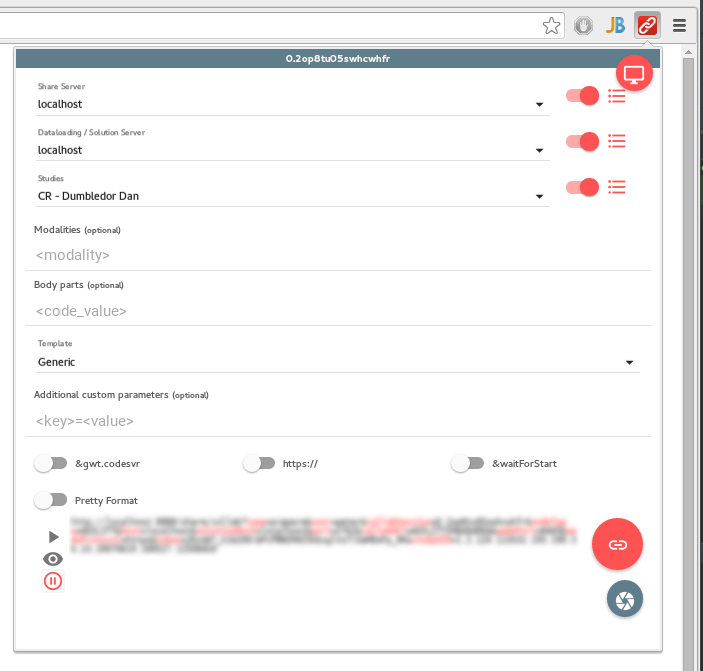 JB
0.2op8tu05swhcwhfr
Share Server
localhost
Dataloading / Solution Server
localhost
Studies
CR - Dumbledor Dan
Modalities (optional)
<modality>
Body parts (optional)
<code_value>
Template
Generic
Additional custom parameters (optional)
<key>=<value>
&gwt.codesvr https:// &waitForStart
Pretty Format